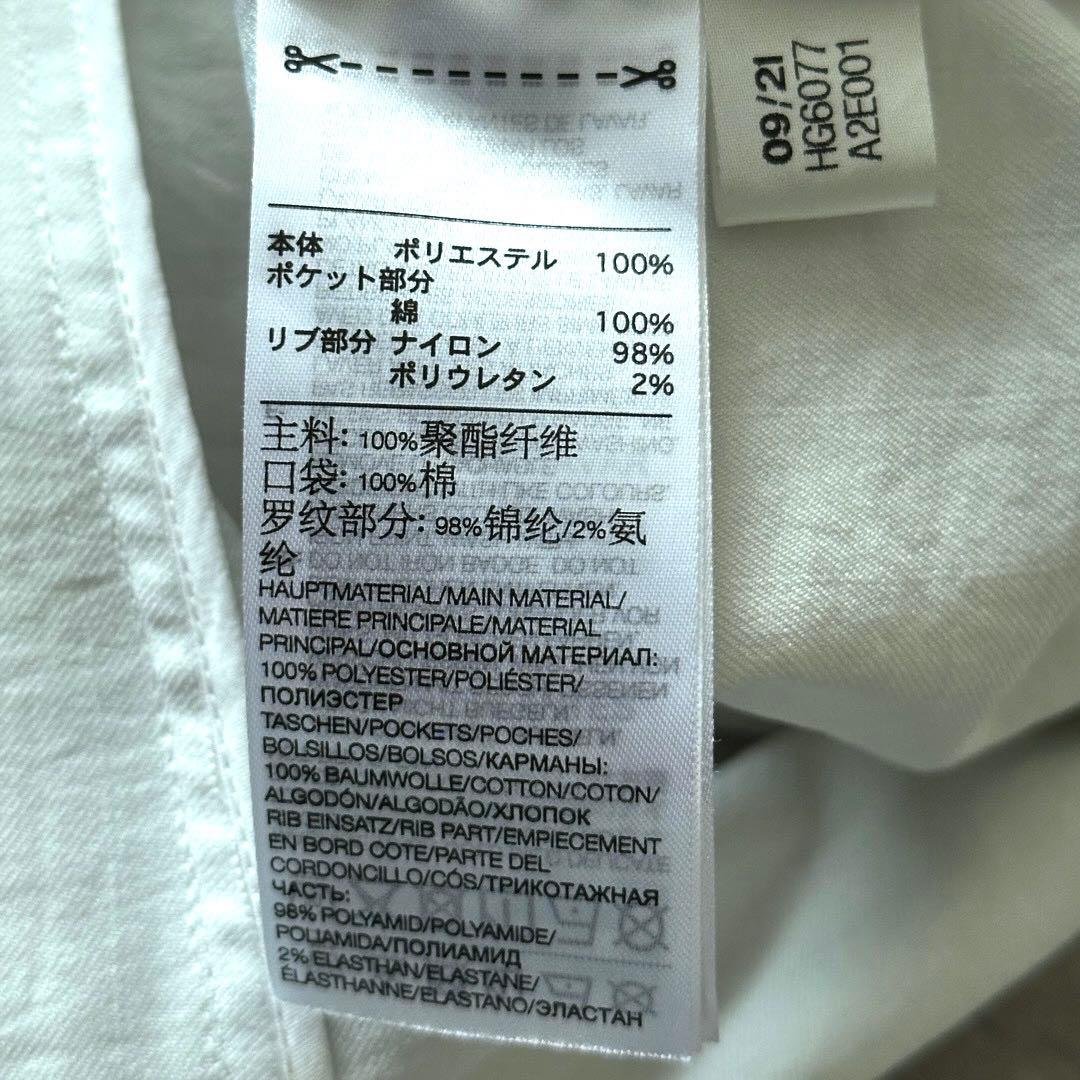 09/21
HG6077
A2E001
本体 ポリエステル 100%
ポケット部分
綿 100%
リブ部分 ナイロン 98%
ポリウレタン 2%
主料: 100%聚酯纤维
口袋: 100%棉
罗纹部分: 98%锦纶/2%氨
纶
HAUPTMATERIAL/MAIN MATERIAL/
MATIERE PRINCIPALE/MATERIAL
PRINCIPAL/ОСНОВНОЙ МАТЕРИАЛ:
100% POLYESTER/POLIÉSTER/
ПОЛИЭСТЕР
TASCHEN/POCKETS/POCHES/
BOLSILLOS/BOLSOS/КАРМАНЫ:
100% BAUMWOLLE/COTTON/COTON/
ALGODÓN/ALGODÃO/ХЛОПОК
RIB EINSATZ/RIB PART/EMPIECEMENT
EN BORD COTE/PARTE DEL
CORDONCILLO/CÓS/ТРИКОТАЖНАЯ
ЧАСТЬ:
98% POLYAMID/POLYAMIDE/
POLIAMIDA/ПОЛИАМИД
2% ELASTHAN/ELASTANE/
ÉLASTHANNE/ELASTANO/ЭЛАСТАН